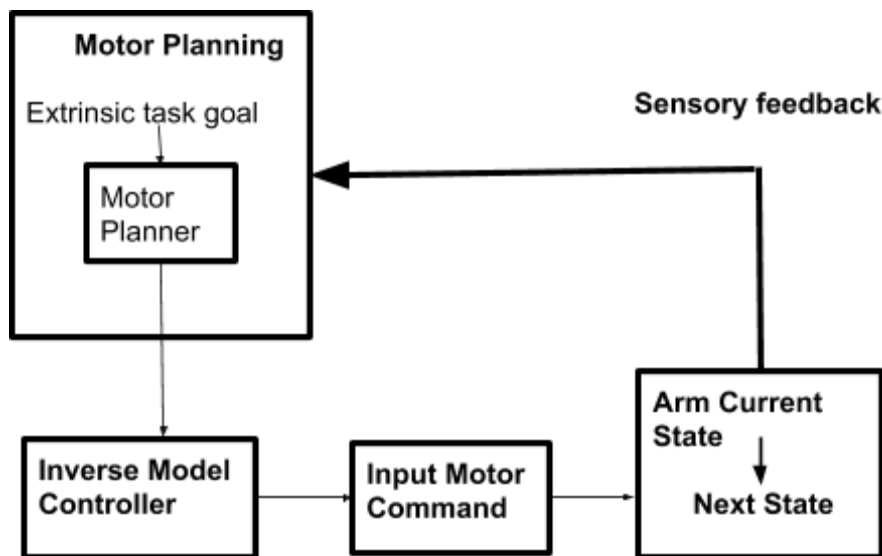 Motor Planning
Extrinsic task goal
Motor
Planner
Sensory feedback
Inverse Model
Controller
Input Motor
Command
Arm Current
State
Next State